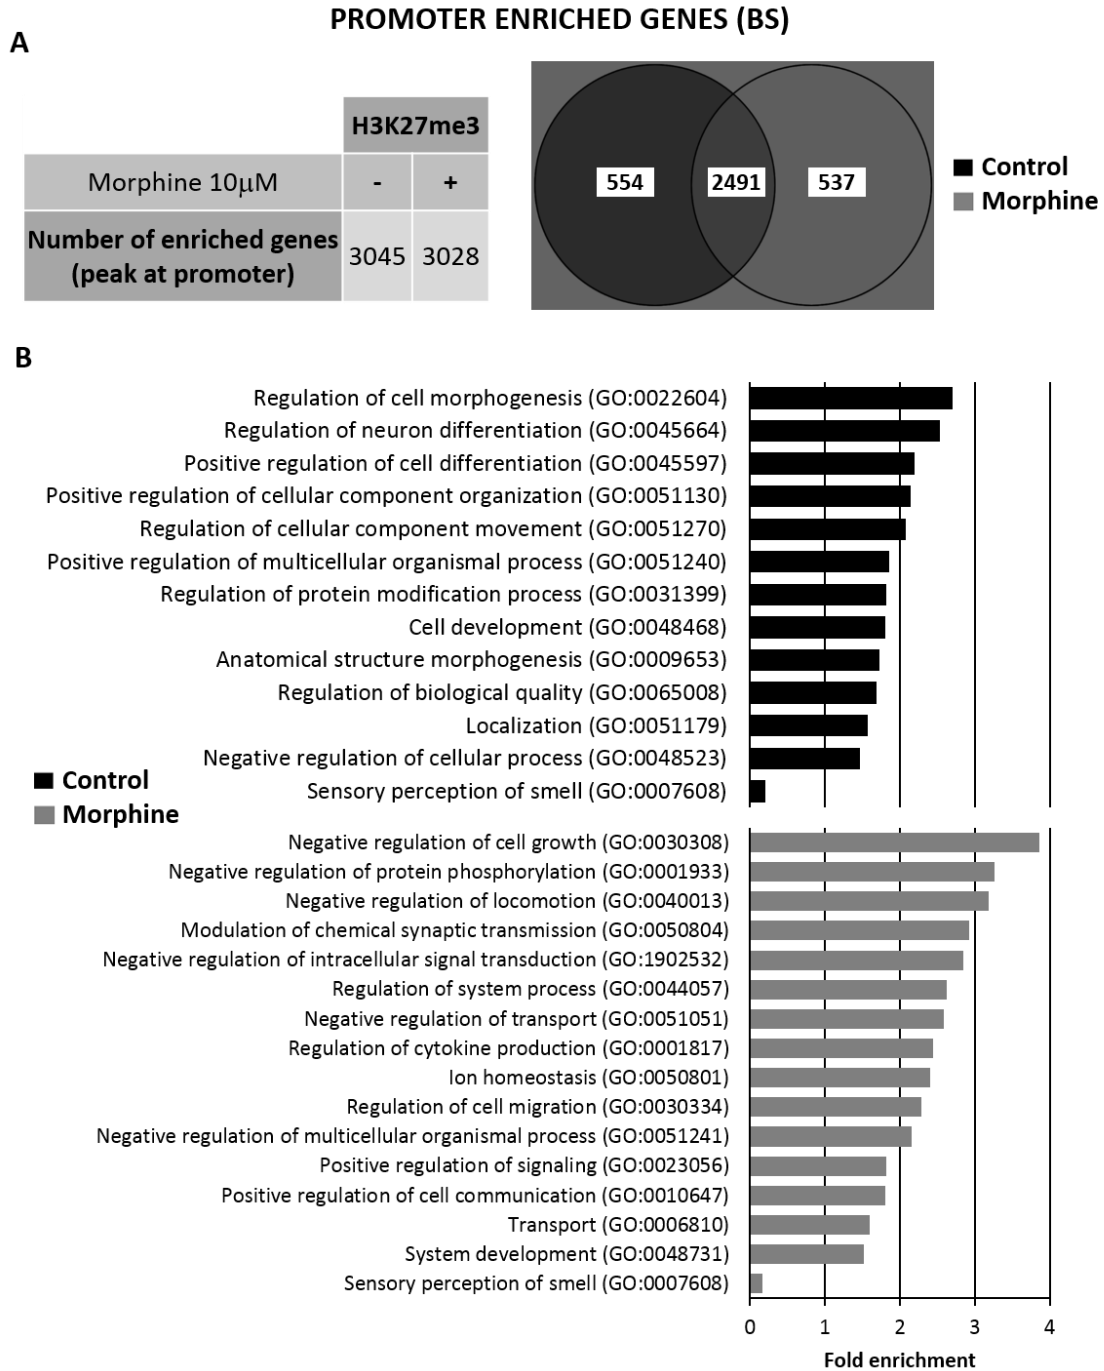 PROMOTER ENRICHED GENES (BS)
A
H3K27me3
Morphine 10μM - +
Number of enriched genes
(peak at promoter) 3045 3028
554 2491 537
Control
Morphine
B
Regulation of cell morphogenesis (GO:0022604)
Regulation of neuron differentiation (GO:0045664)
Positive regulation of cell differentiation (GO:0045597)
Positive regulation of cellular component organization (GO:0051130)
Regulation of cellular component movement (GO:0051270)
Positive regulation of multicellular organismal process (GO:0051240)
Regulation of protein modification process (GO:0031399)
Cell development (GO:0048468)
Anatomical structure morphogenesis (GO:0009653)
Regulation of biological quality (GO:0065008)
Localization (GO:0051179)
Negative regulation of cellular process (GO:0048523)
Sensory perception of smell (GO:0007608)
Control
Morphine
Negative regulation of cell growth (GO:0030308)
Negative regulation of protein phosphorylation (GO:0001933)
Negative regulation of locomotion (GO:0040013)
Modulation of chemical synaptic transmission (GO:0050804)
Negative regulation of intracellular signal transduction (GO:1902532)
Regulation of system process (GO:0044057)
Negative regulation of transport (GO:0051051)
Regulation of cytokine production (GO:0001817)
Ion homeostasis (GO:0050801)
Regulation of cell migration (GO:0030334)
Negative regulation of multicellular organismal process (GO:0051241)
Positive regulation of signaling (GO:0023056)
Positive regulation of cell communication (GO:0010647)
Transport (GO:0006810)
System development (GO:0048731)
Sensory perception of smell (GO:0007608)
0 1 2 3 4
Fold enrichment